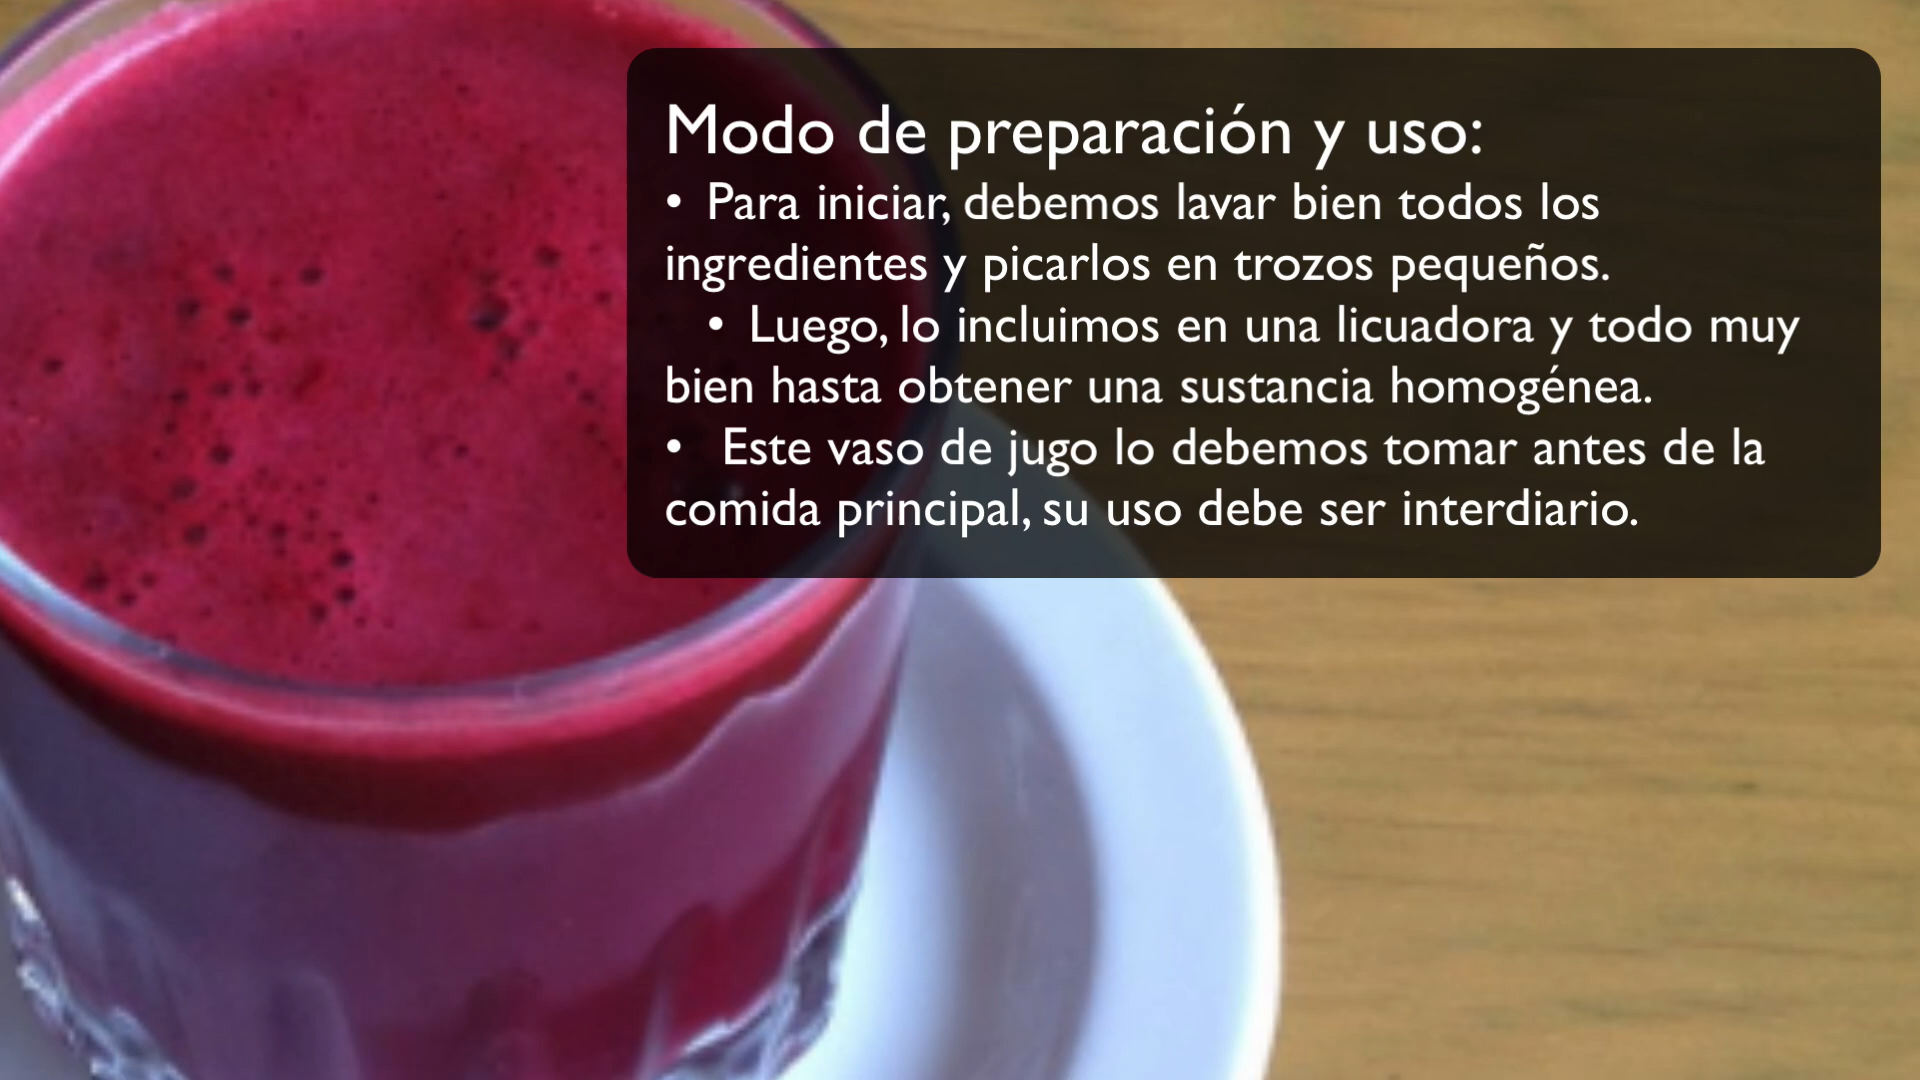 Modo de preparación y uso:
• Para iniciar, debemos lavar bien todos los
ingredientes y picarlos en trozos pequeños.
• Luego, lo incluimos en una licuadora y todo muy
bien hasta obtener una sustancia homogénea.
• Este vaso de jugo lo debemos tomar antes de la
comida principal, su uso debe ser interdiario.